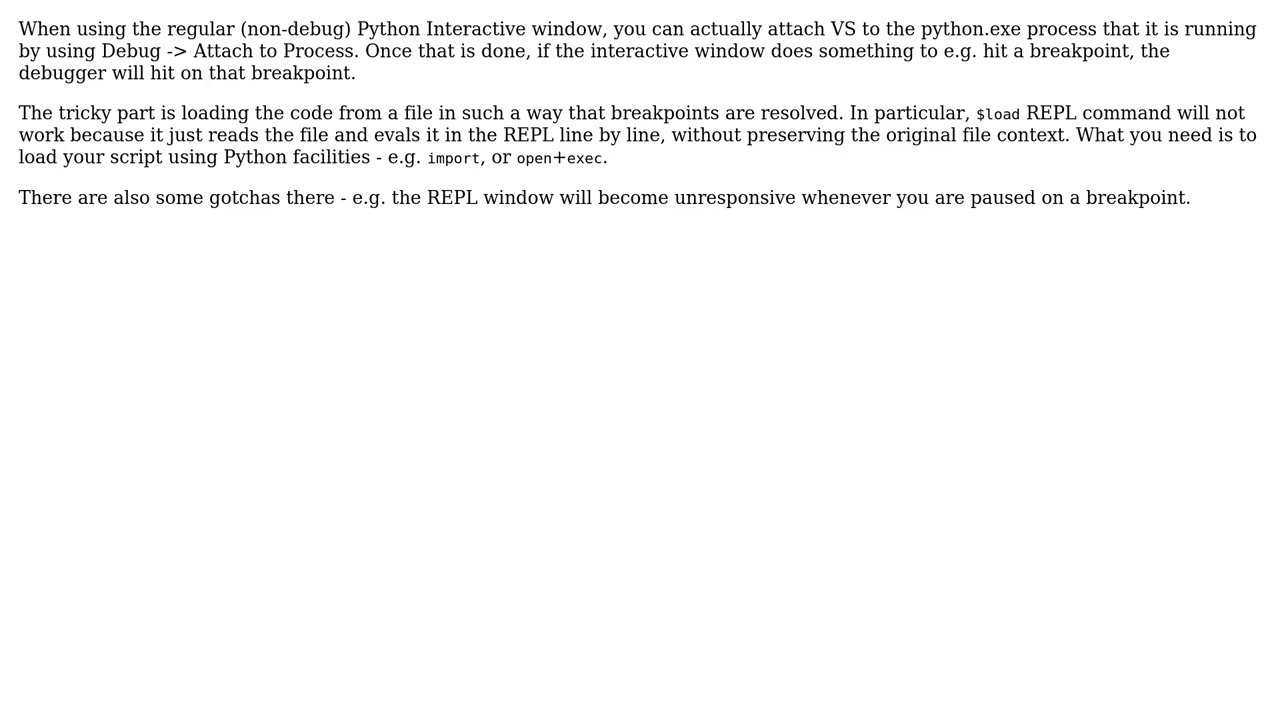 When using the regular (non-debug) Python Interactive window, you can actually attach VS to the python.exe process that it is running
by using Debug -> Attach to Process. Once that is done, if the interactive window does something to e.g. hit a breakpoint, the
debugger will hit on that breakpoint.
The tricky part is loading the code from a file in such a way that breakpoints are resolved. In particular, $load REPL command will not
work because it just reads the file and evals it in the REPL line by line, without preserving the original file context. What you need is to
load your script using Python facilities - e.g. import, or open+exec.
There are also some gotchas there - e.g. the REPL window will become unresponsive whenever you are paused on a breakpoint.